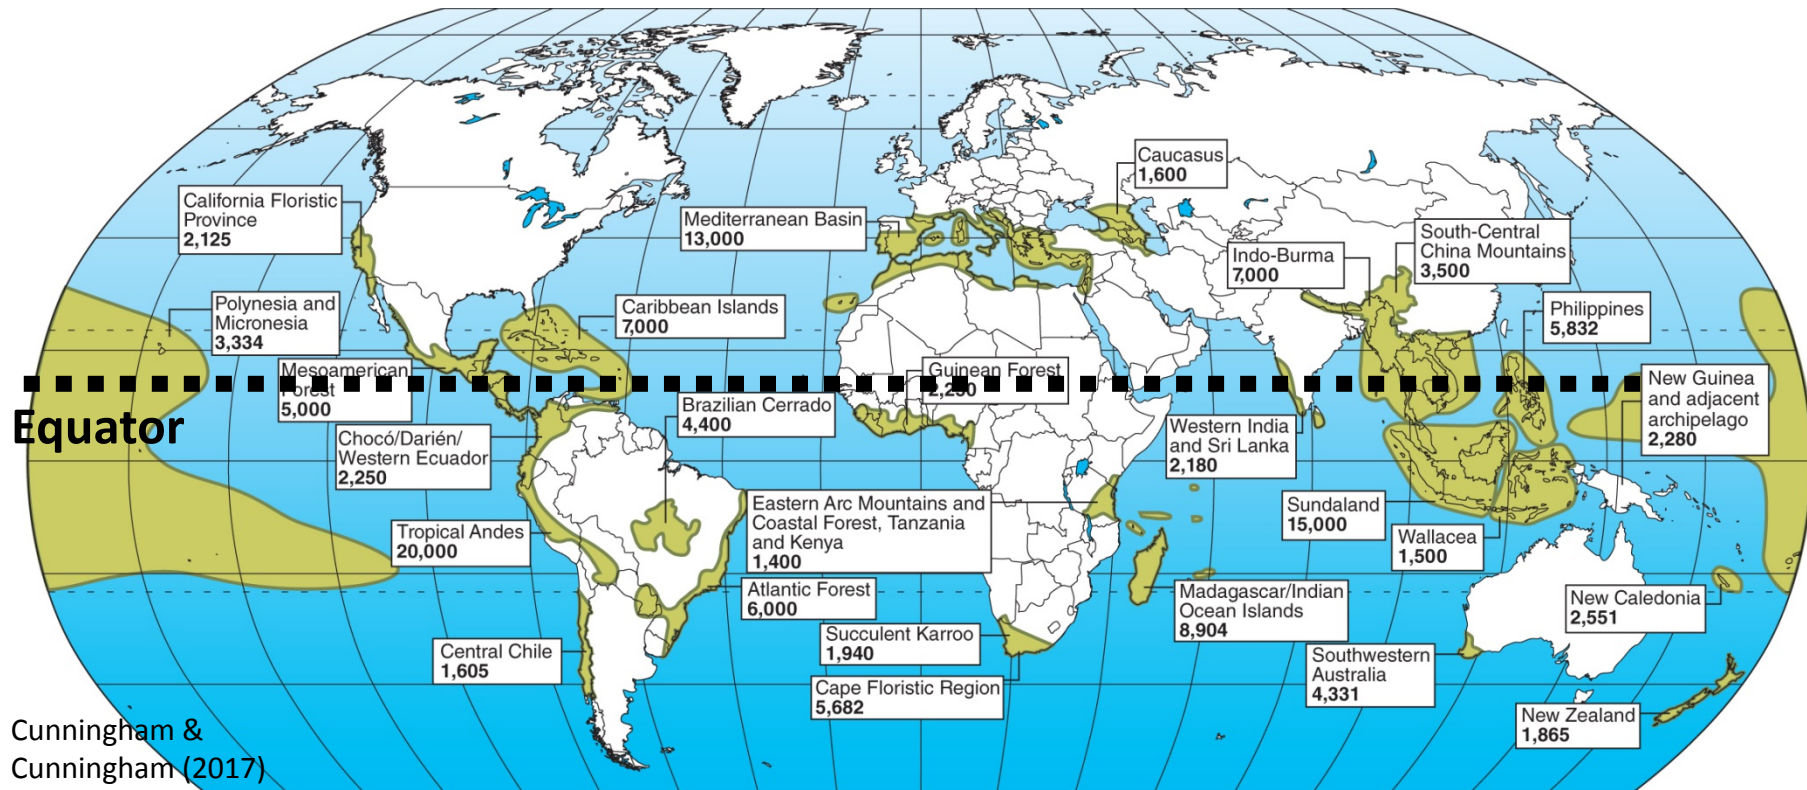 California Floristic
Province
2,125
Polynesia and
Micronesia
3,334
Mesoamerican
Forest
5,000
Equator
Chocó/Darién/
Western Ecuador
2,250
Tropical Andes
20,000
Central Chile
1,605
Caribbean Islands
7,000
Mediterranean Basin
13,000
Brazilian Cerrado
4,400
Guinean Forest
2,250
Eastern Arc Mountains and
Coastal Forest, Tanzania
and Kenya
1,400
Atlantic Forest
6,000
Succulent Karroo
1,940
Cape Floristic Region
5,682
Caucasus
1,600
Indo-Burma
7,000
South-Central
China Mountains
3,500
Philippines
5,832
Western India
and Sri Lanka
2,180
New Guinea
and adjacent
archipelago
2,280
Sundaland
15,000
Wallacea
1,500
Madagascar/Indian
Ocean Islands
8,904
New Caledonia
2,551
Southwestern
Australia
4,331
New Zealand
1,865
Cunningham &
Cunningham (2017)